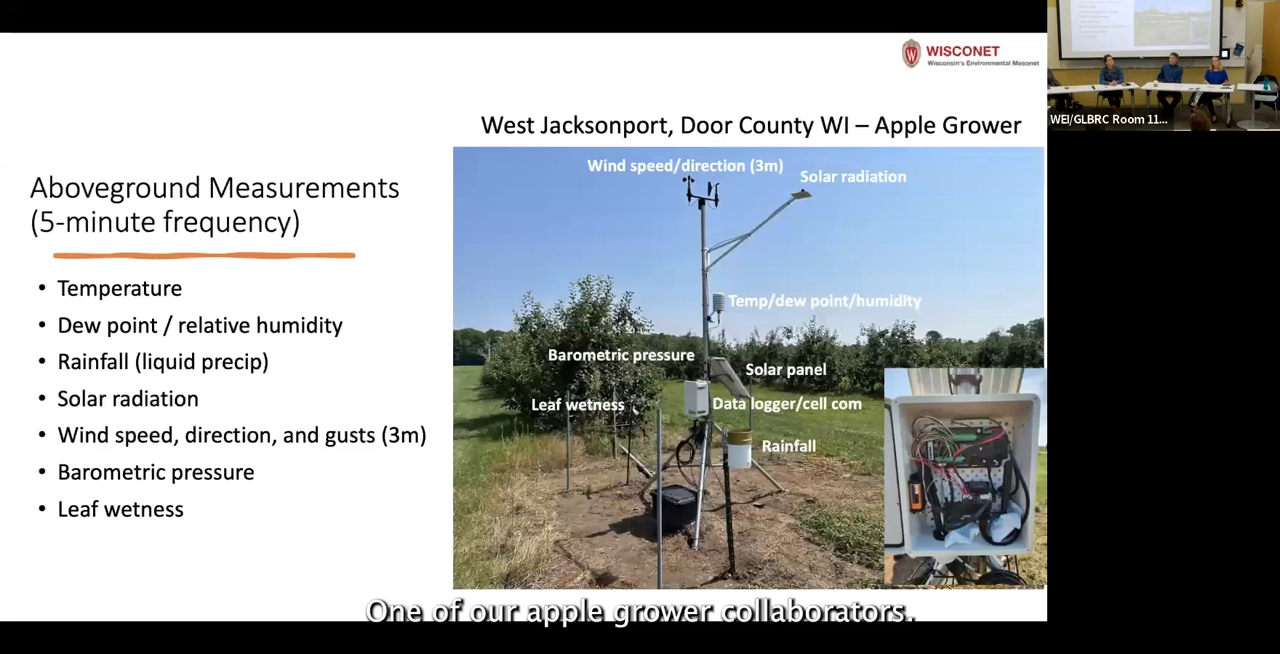 WISCONET
Wisconsin's Environmental Mesonet
WEI/GLBRC Room 11...
West Jacksonport, Door County WI – Apple Grower
Aboveground Measurements
(5-minute frequency)
• Temperature
• Dew point / relative humidity
• Rainfall (liquid precip)
• Solar radiation
• Wind speed, direction, and gusts (3m)
• Barometric pressure
• Leaf wetness
Wind speed/direction (3m)
Solar radiation
Temp/dew point/humidity
Barometric pressure
Solar panel
Leaf wetness
Data logger/cell com
Rainfall
One of our apple grower collaborators.